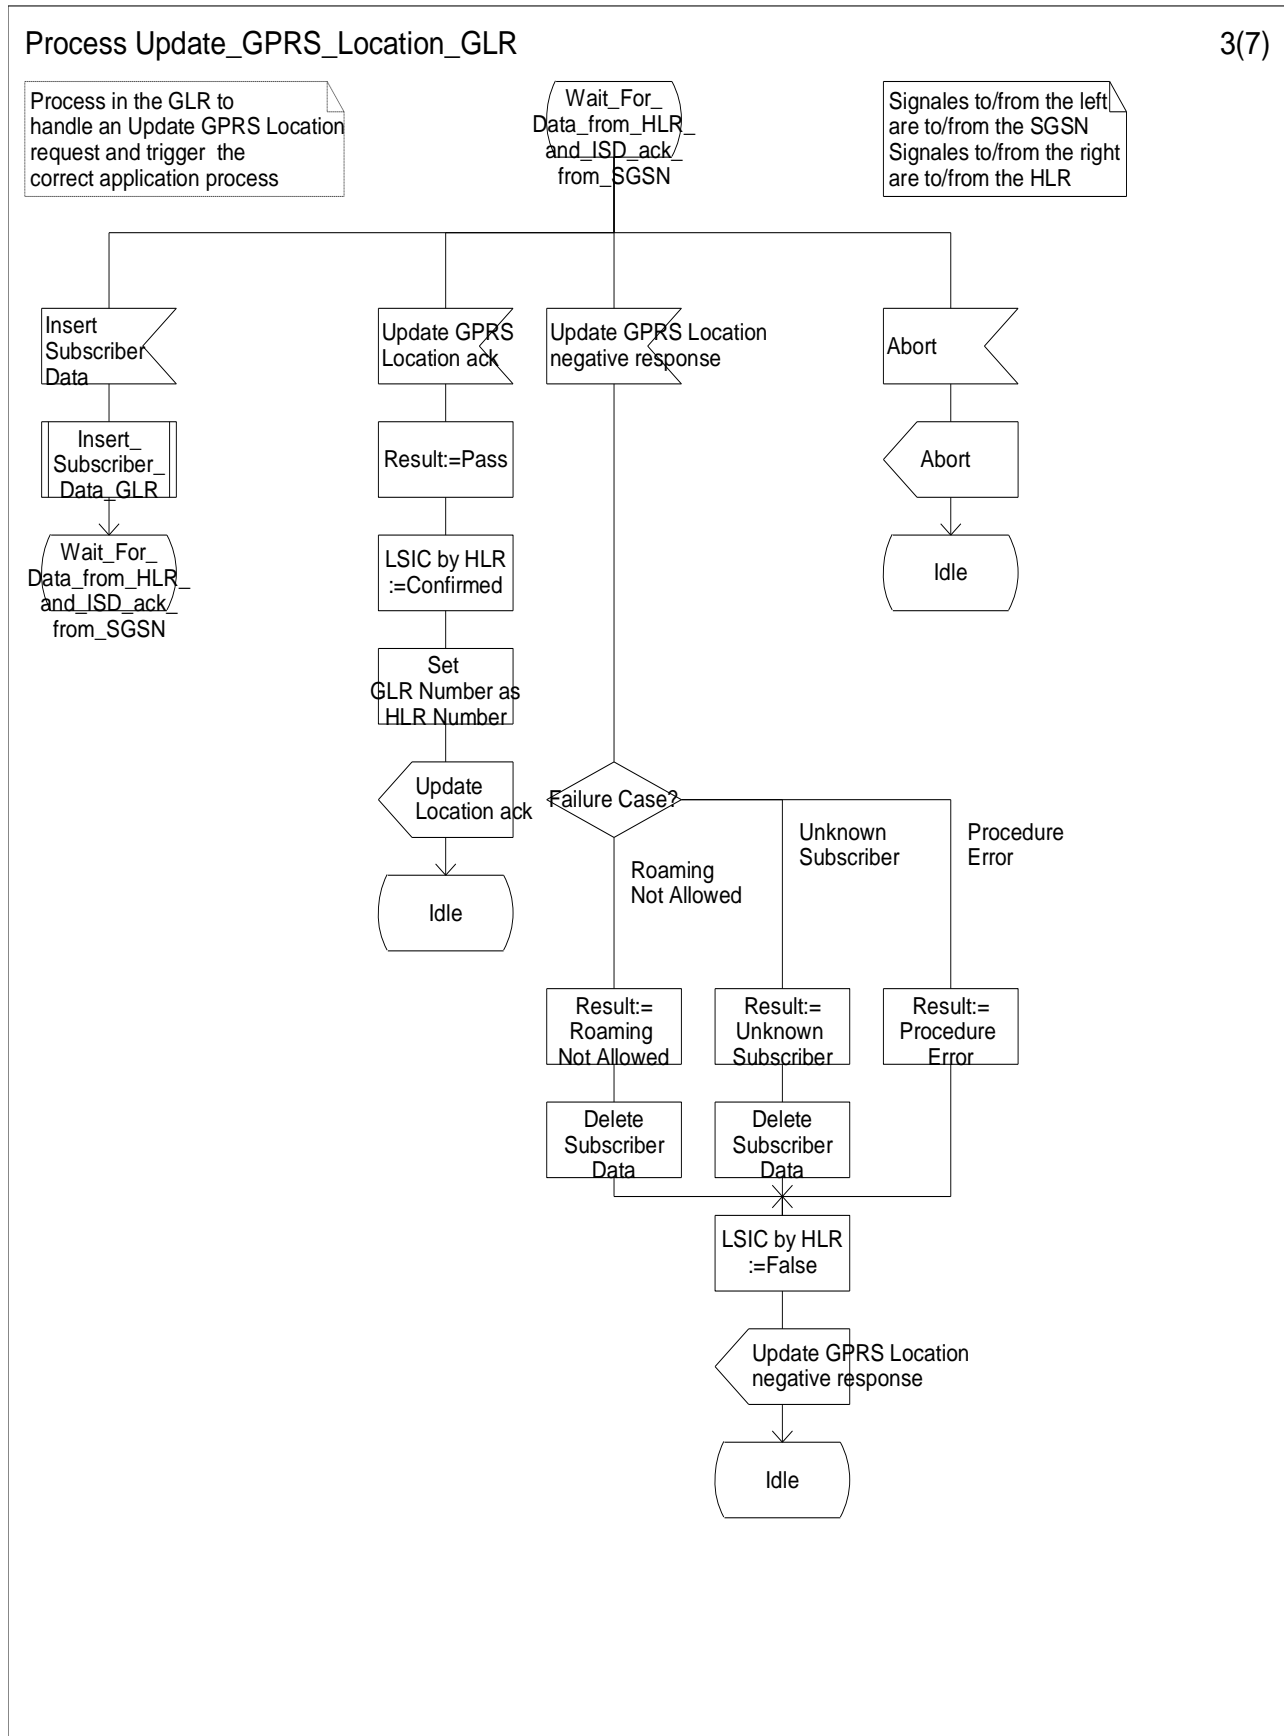 Process Update_GPRS_Location_GLR
3(7)
Process in the GLR to
handle an Update GPRS Location
request and trigger the
correct application process
Wait_For_
Data_from_HLR_
and_ISD_ack_
from_SGSN
Signales to/from the left
are to/from the SGSN
Signales to/from the right
are to/from the HLR
Insert
Subscriber
Data
Update GPRS
Location ack
Update GPRS Location
negative response
Abort
Insert_
Subscriber_
Data_GLR
Result:=Pass
Abort
Wait_For_
Data_from_HLR_
and_ISD_ack_
from_SGSN
LSIC by HLR
:=Confirmed
Idle
Set
GLR Number as
HLR Number
Update
Location ack
Failure Case?
Unknown
Subscriber
Procedure
Error
Roaming
Not Allowed
Idle
Result:=
Roaming
Not Allowed
Result:=
Unknown
Subscriber
Result:=
Procedure
Error
Delete
Subscriber
Data
Delete
Subscriber
Data
LSIC by HLR
:=False
Update GPRS Location
negative response
Idle